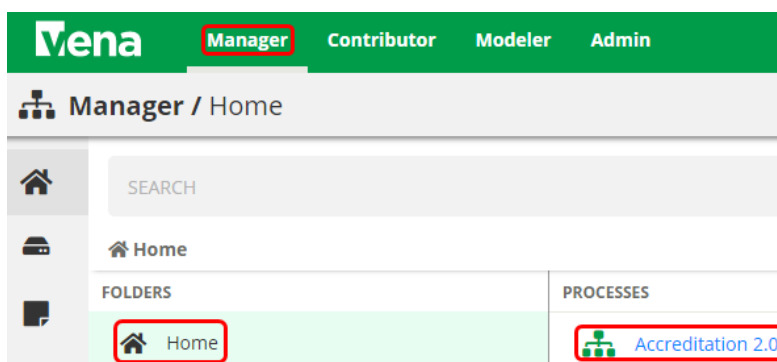 Vena Manager Contributor Modeler Admin
Manager / Home
SEARCH
Home
FOLDERS PROCESSES
Home Accreditation 2.0